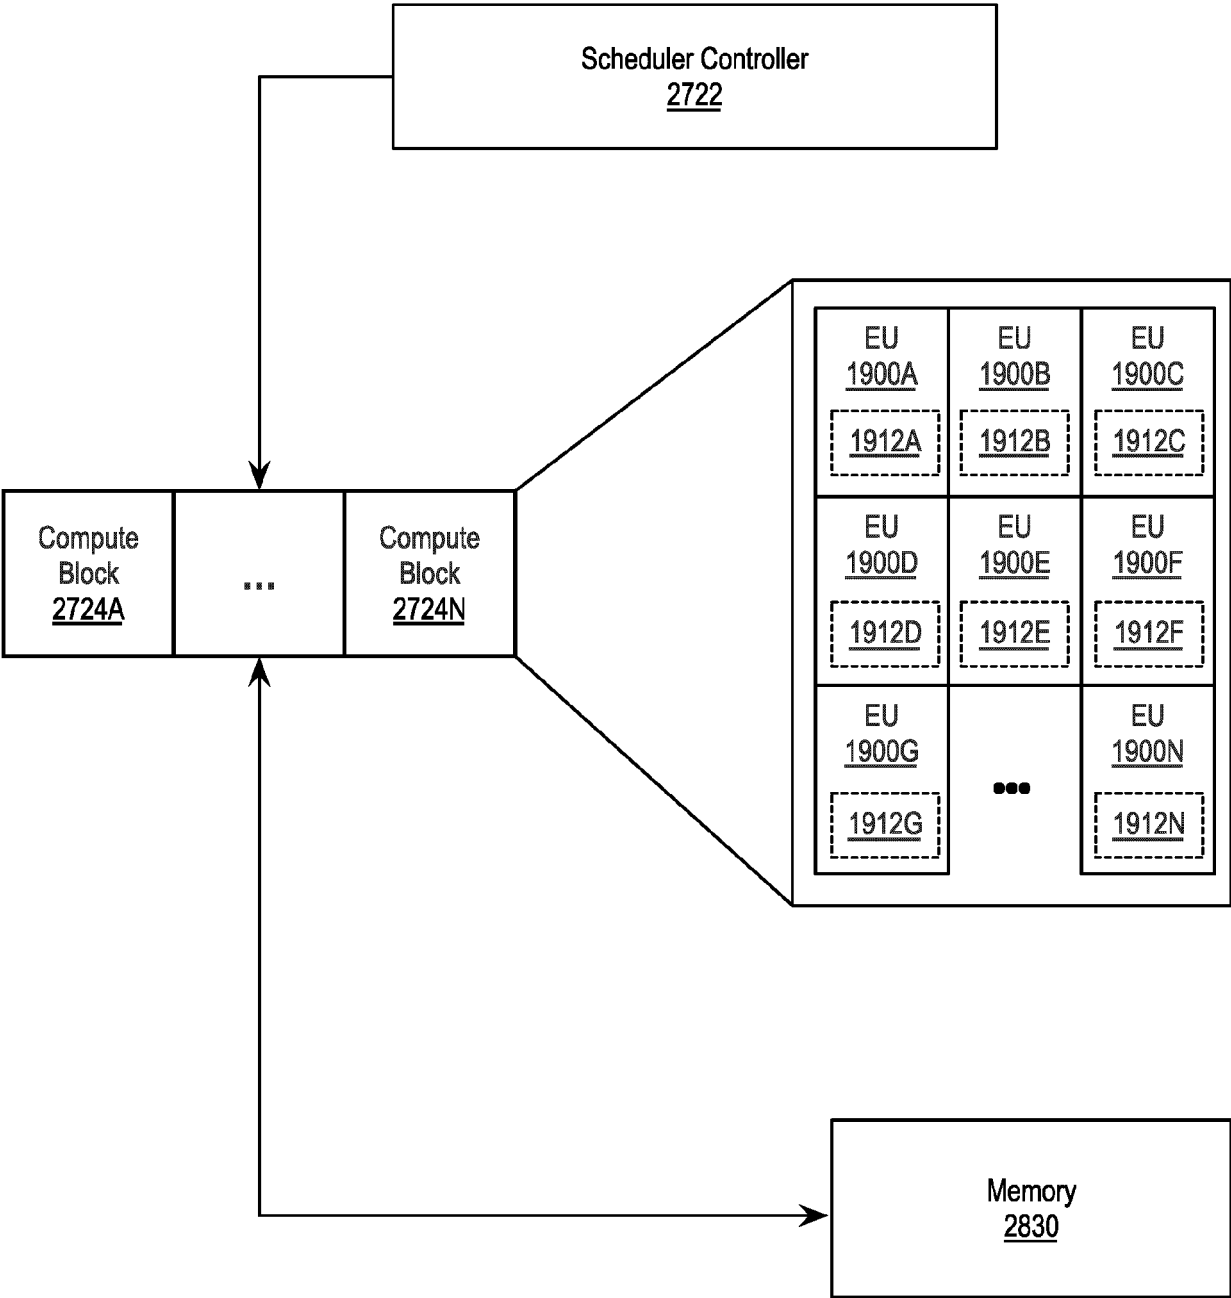 Scheduler Controller
2722
EU
1900A
1912A
EU
1900B
1912B
EU
1900C
1912C
Compute
Block
2724A
...
Compute
Block
2724N
EU
1900D
1912D
EU
1900E
1912E
EU
1900F
1912F
EU
1900G
1912G
...
EU
1900N
1912N
Memory
2830